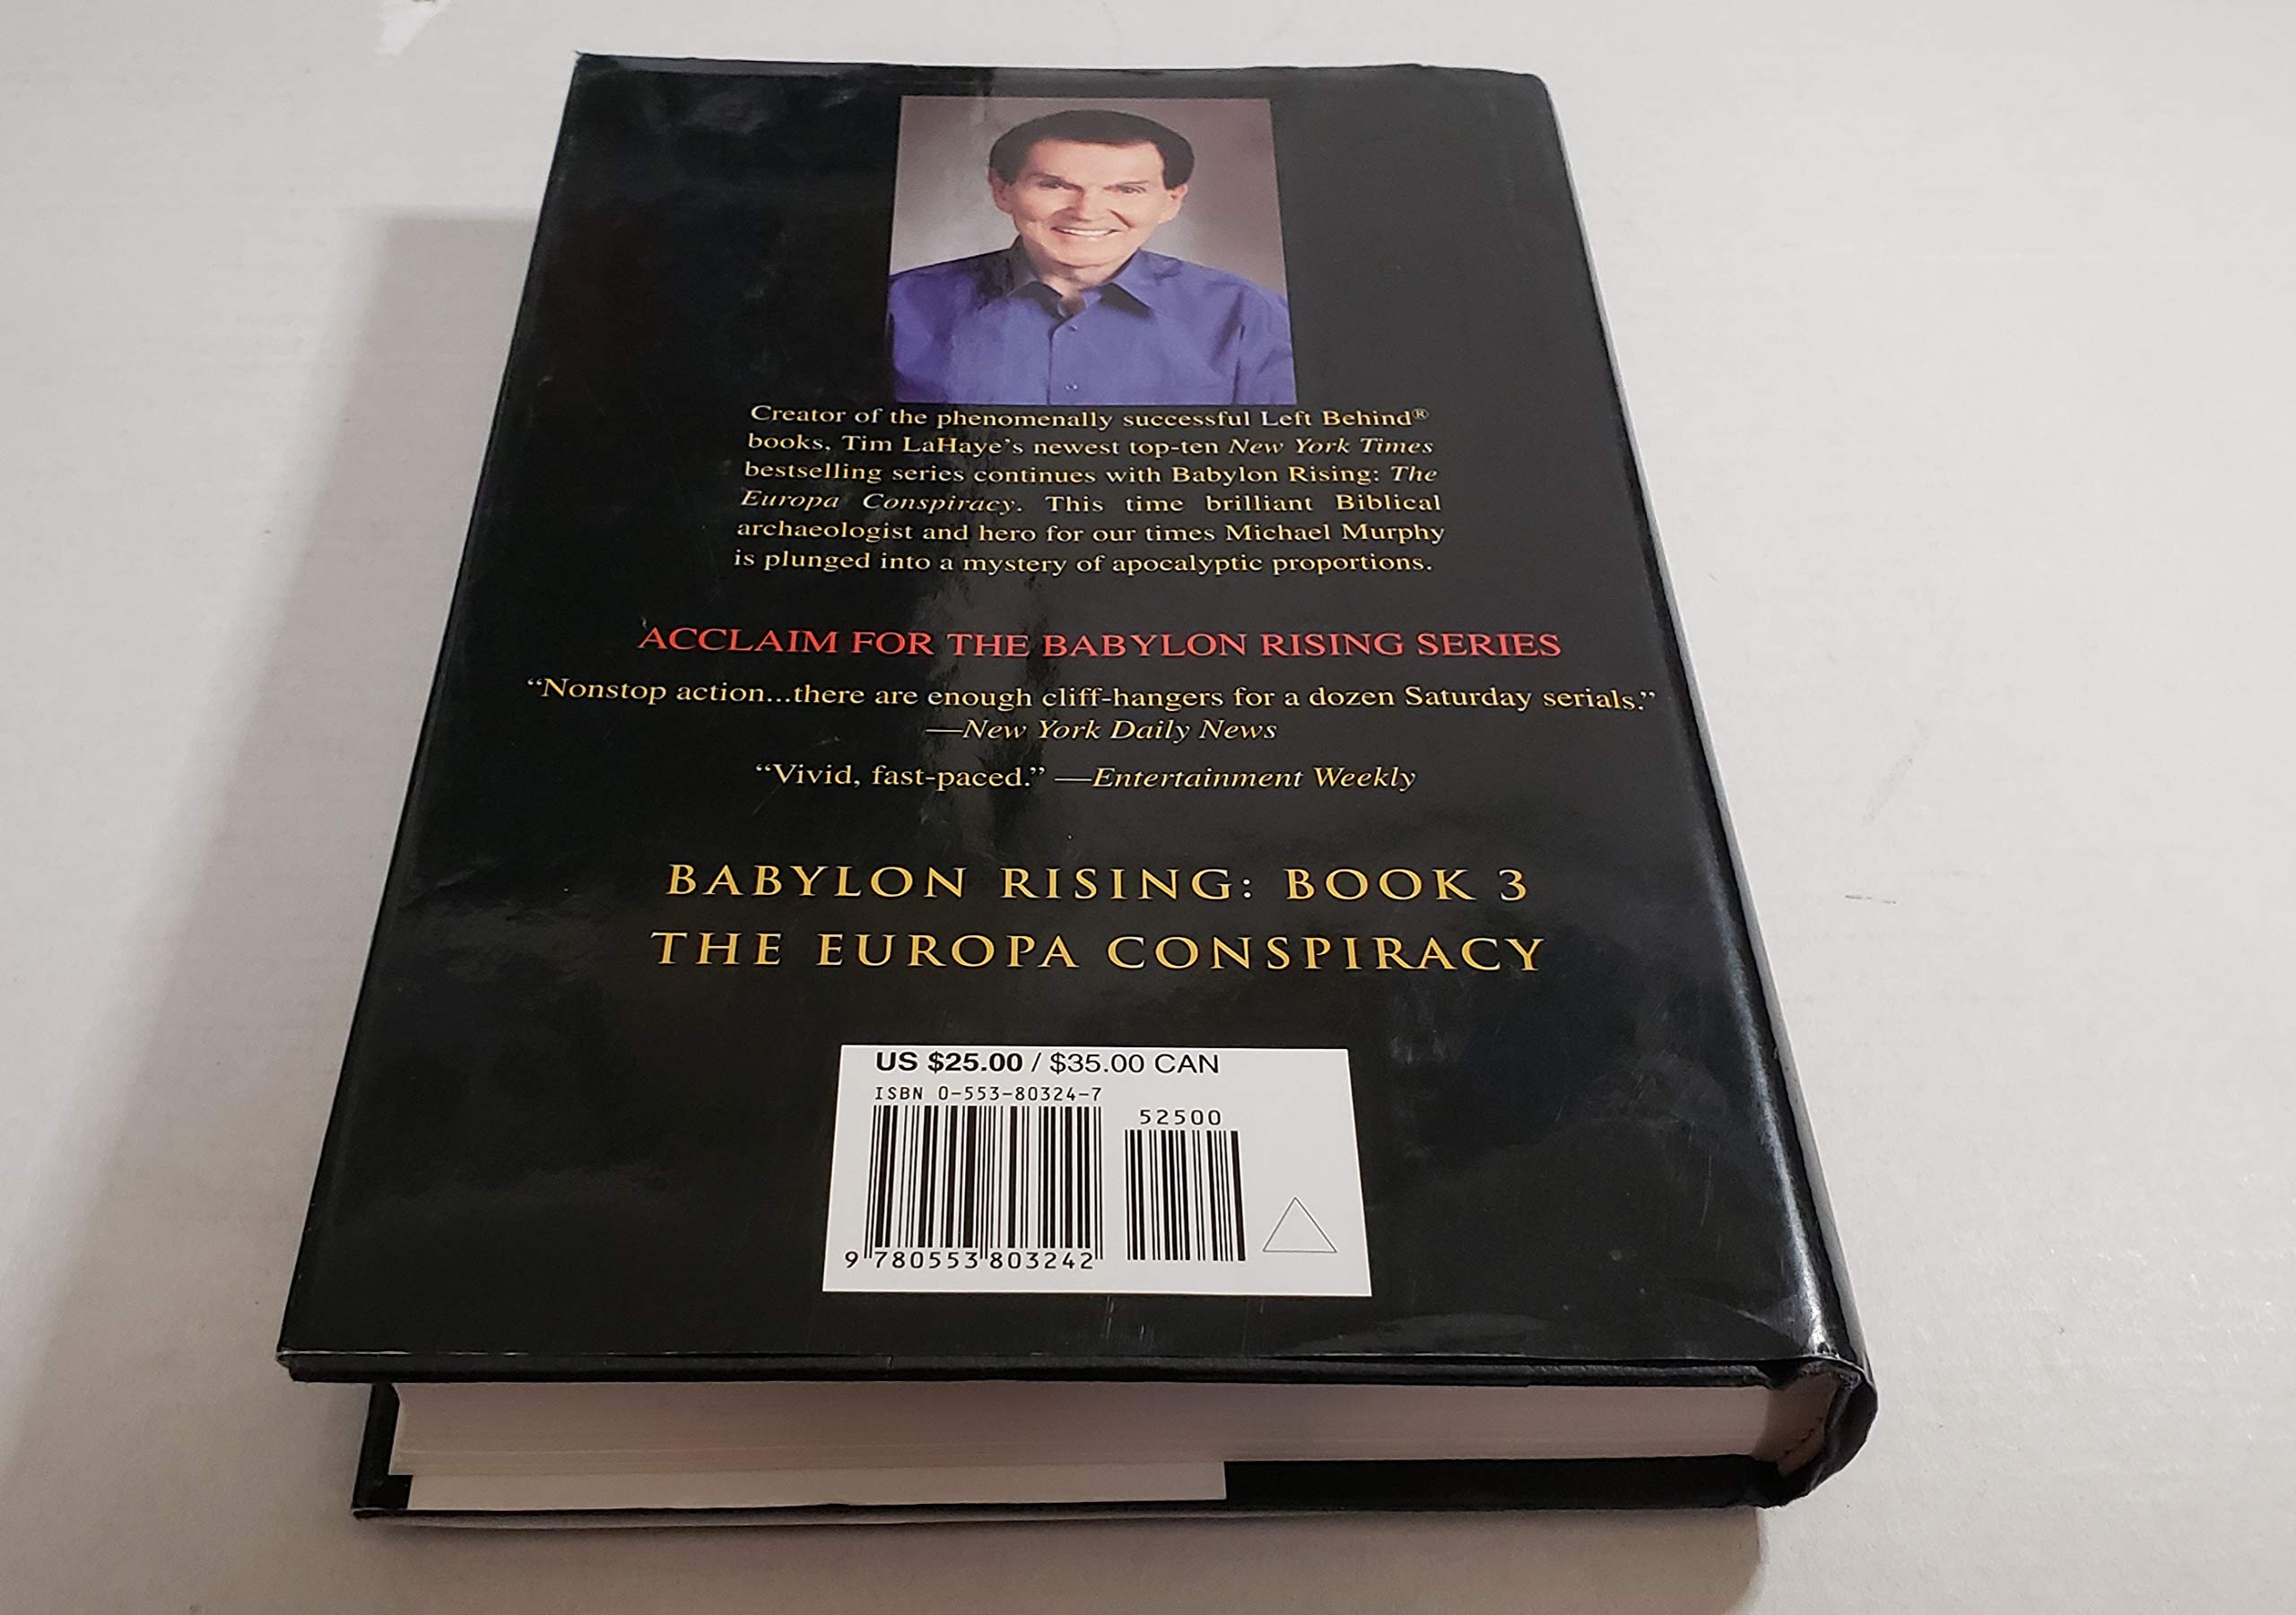 Creator of the phenomenally successful Left Behind®
books, Tim LaHaye's newest top-ten New York Times
bestselling series continues with Babylon Rising: The
Europa Conspiracy. This time brilliant Biblical
archaeologist and hero for our times Michael Murphy
is plunged into a mystery of apocalyptic proportions.
ACCLAIM FOR THE BABYLON RISING SERIES
“Nonstop action...there are enough cliff-hangers for a dozen Saturday serials.”
—New York Daily News
“Vivid, fast-paced.” —Entertainment Weekly
BABYLON RISING: BOOK 3
THE EUROPA CONSPIRACY
US $25.00 / $35.00 CAN
ISBN 0-553-80324-7
52500
9 780553 803242